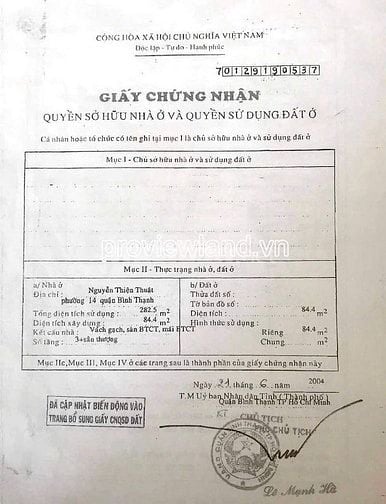 CỘNG HÒA XÃ HỘI CHỦ NGHĨA VIỆT NAM
Độc lập - Tự do - Hạnh phúc
70129190537
GIẤY CHỨNG NHẬN
QUYỀN SỞ HỮU NHÀ Ở VÀ QUYỀN SỬ DỤNG ĐẤT Ở
Cá nhân hoặc tổ chức có tên ghi tại mục I là chủ sở hữu nhà ở và sử dụng đất ở
Mục I - Chủ sở hữu nhà ở và sử dụng đất ở
proviewland.vn
Mục II - Thực trạng nhà ở, đất ở
a/ Nhà ở
Địa chỉ : Nguyễn Thiện Thuật
phường 14 quận Bình Thạnh
Tổng diện tích sử dụng : 282.5 m2
Diện tích xây dựng : 84.4 m2
Kết cấu nhà : Vách gạch, sàn BTCT, mái BTCT
Số tầng : 3+sân thượng
b/ Đất ở
Thửa đất số:
Tờ bản đồ số:
Diện tích : 84.4 m2
Hình thức sử dụng:
Riêng 84.4 m2
Chung m2
Mục IIe, Mục III, Mục IV ở các trang sau là thành phần của giấy chứng nhận này
Ngày 24 tháng 6 năm 2004
T.M Uỷ ban Nhân dân Tỉnh (Thành phố)
Quận Bình Thạnh TP Hồ Chí Minh
KT CHỦ TỊCH
PHÓ CHỦ TỊCH
ĐÃ CẬP NHẬT BIẾN ĐỘNG VÀO
TRANG BỔ SUNG GIẤY CNQSD ĐẤT
Lê Mạnh Hà